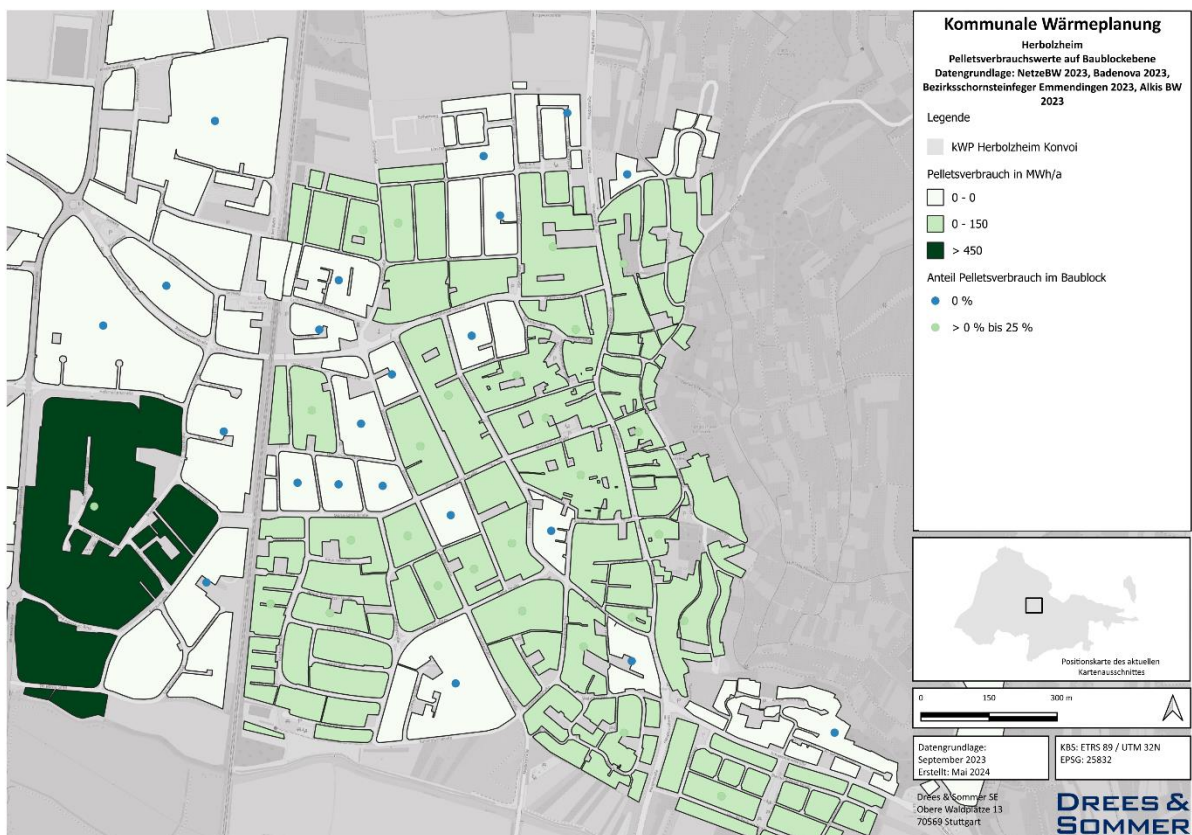 Kommunale Wärmeplanung
Herbolzheim
Pelletsverbrauchswerte auf Baublockebene
Datengrundlage: NetzeBW 2023, Badenova 2023,
Bezirksschornsteinfeger Emmendingen 2023, Alkis BW
2023
Legende
kWP Herbolzheim Konvoi
Pelletsverbrauch in MWh/a
0 - 0
0 - 150
> 450
Anteil Pelletsverbrauch im Baublock
0 %
> 0 % bis 25 %
Positionskarte des aktuellen
Kartenausschnittes
0 150 300 m
Datengrundlage:
September 2023
Erstellt: Mai 2024
KBS: ETRS 89 / UTM 32N
EPSG: 25832
Drees & Sommer SE
Obere Waldplätze 13
70569 Stuttgart
DREES &
SOMMER